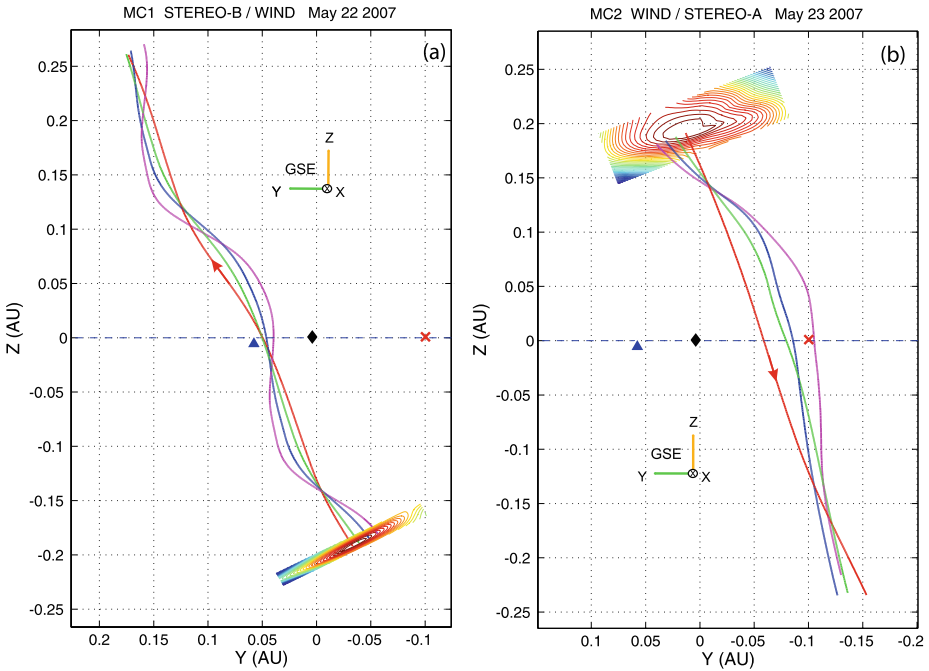 MC1 STEREO-B / WIND May 22 2007
(a)
Z (AU)
0.25
0.2
0.15
0.1
0.05
0
-0.05
-0.1
-0.15
-0.2
-0.25
Z
GSE
Y
X
0.2
0.15
0.1
0.05
0
-0.05
-0.1
Y (AU)
MC2 WIND / STEREO-A May 23 2007
(b)
Z (AU)
0.25
0.2
0.15
0.1
0.05
0
-0.05
-0.1
-0.15
-0.2
-0.25
Z
GSE
Y
X
0.1
0.05
0
-0.05
-0.1
-0.15
-0.2
Y (AU)